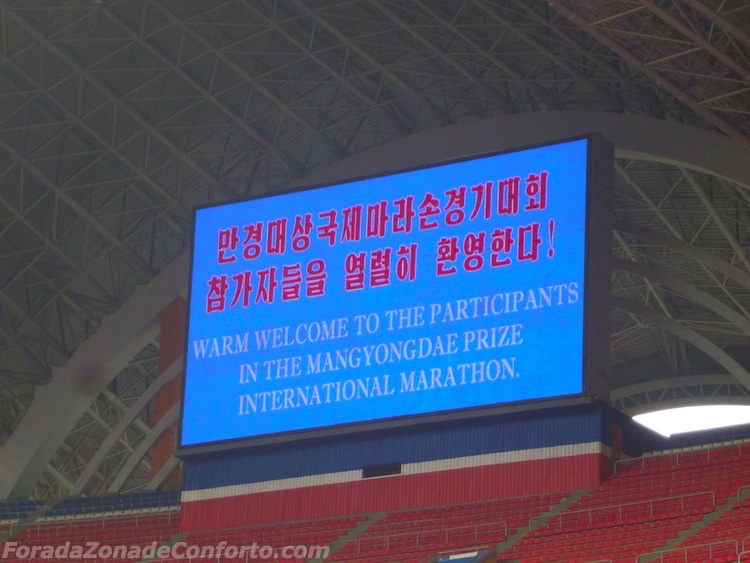 만경대상국제마라손경기대회
참가자들을 열렬히 환영한다!
WARM WELCOME TO THE PARTICIPANTS
IN THE MANGYONGDAE PRIZE
INTERNATIONAL MARATHON.
ForadaZonadeConforto.com